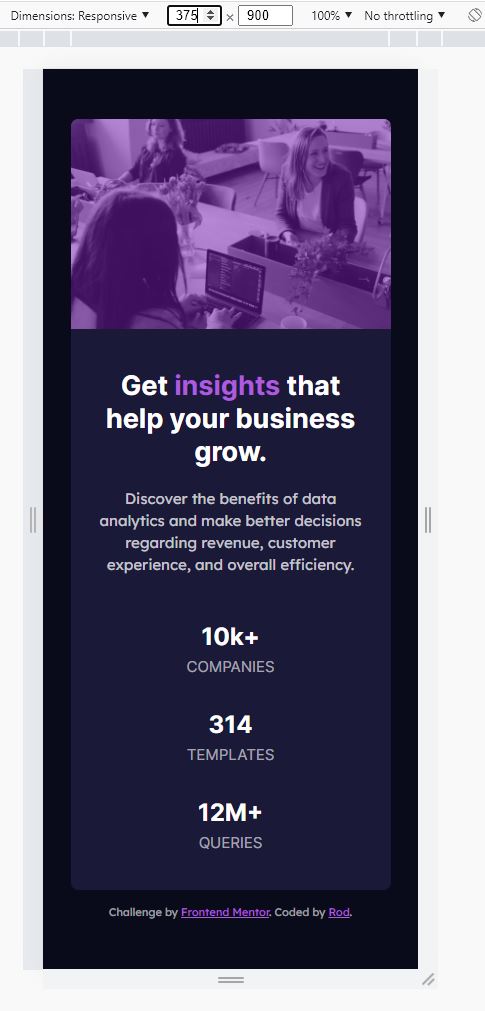 Dimensions: Responsive ▼ 375 × 900 100% ▼ No throttling ▼
Get insights that
help your business
grow.
Discover the benefits of data
analytics and make better decisions
regarding revenue, customer
experience, and overall efficiency.
10k+
COMPANIES
314
TEMPLATES
12M+
QUERIES
Challenge by Frontend Mentor. Coded by Rod.